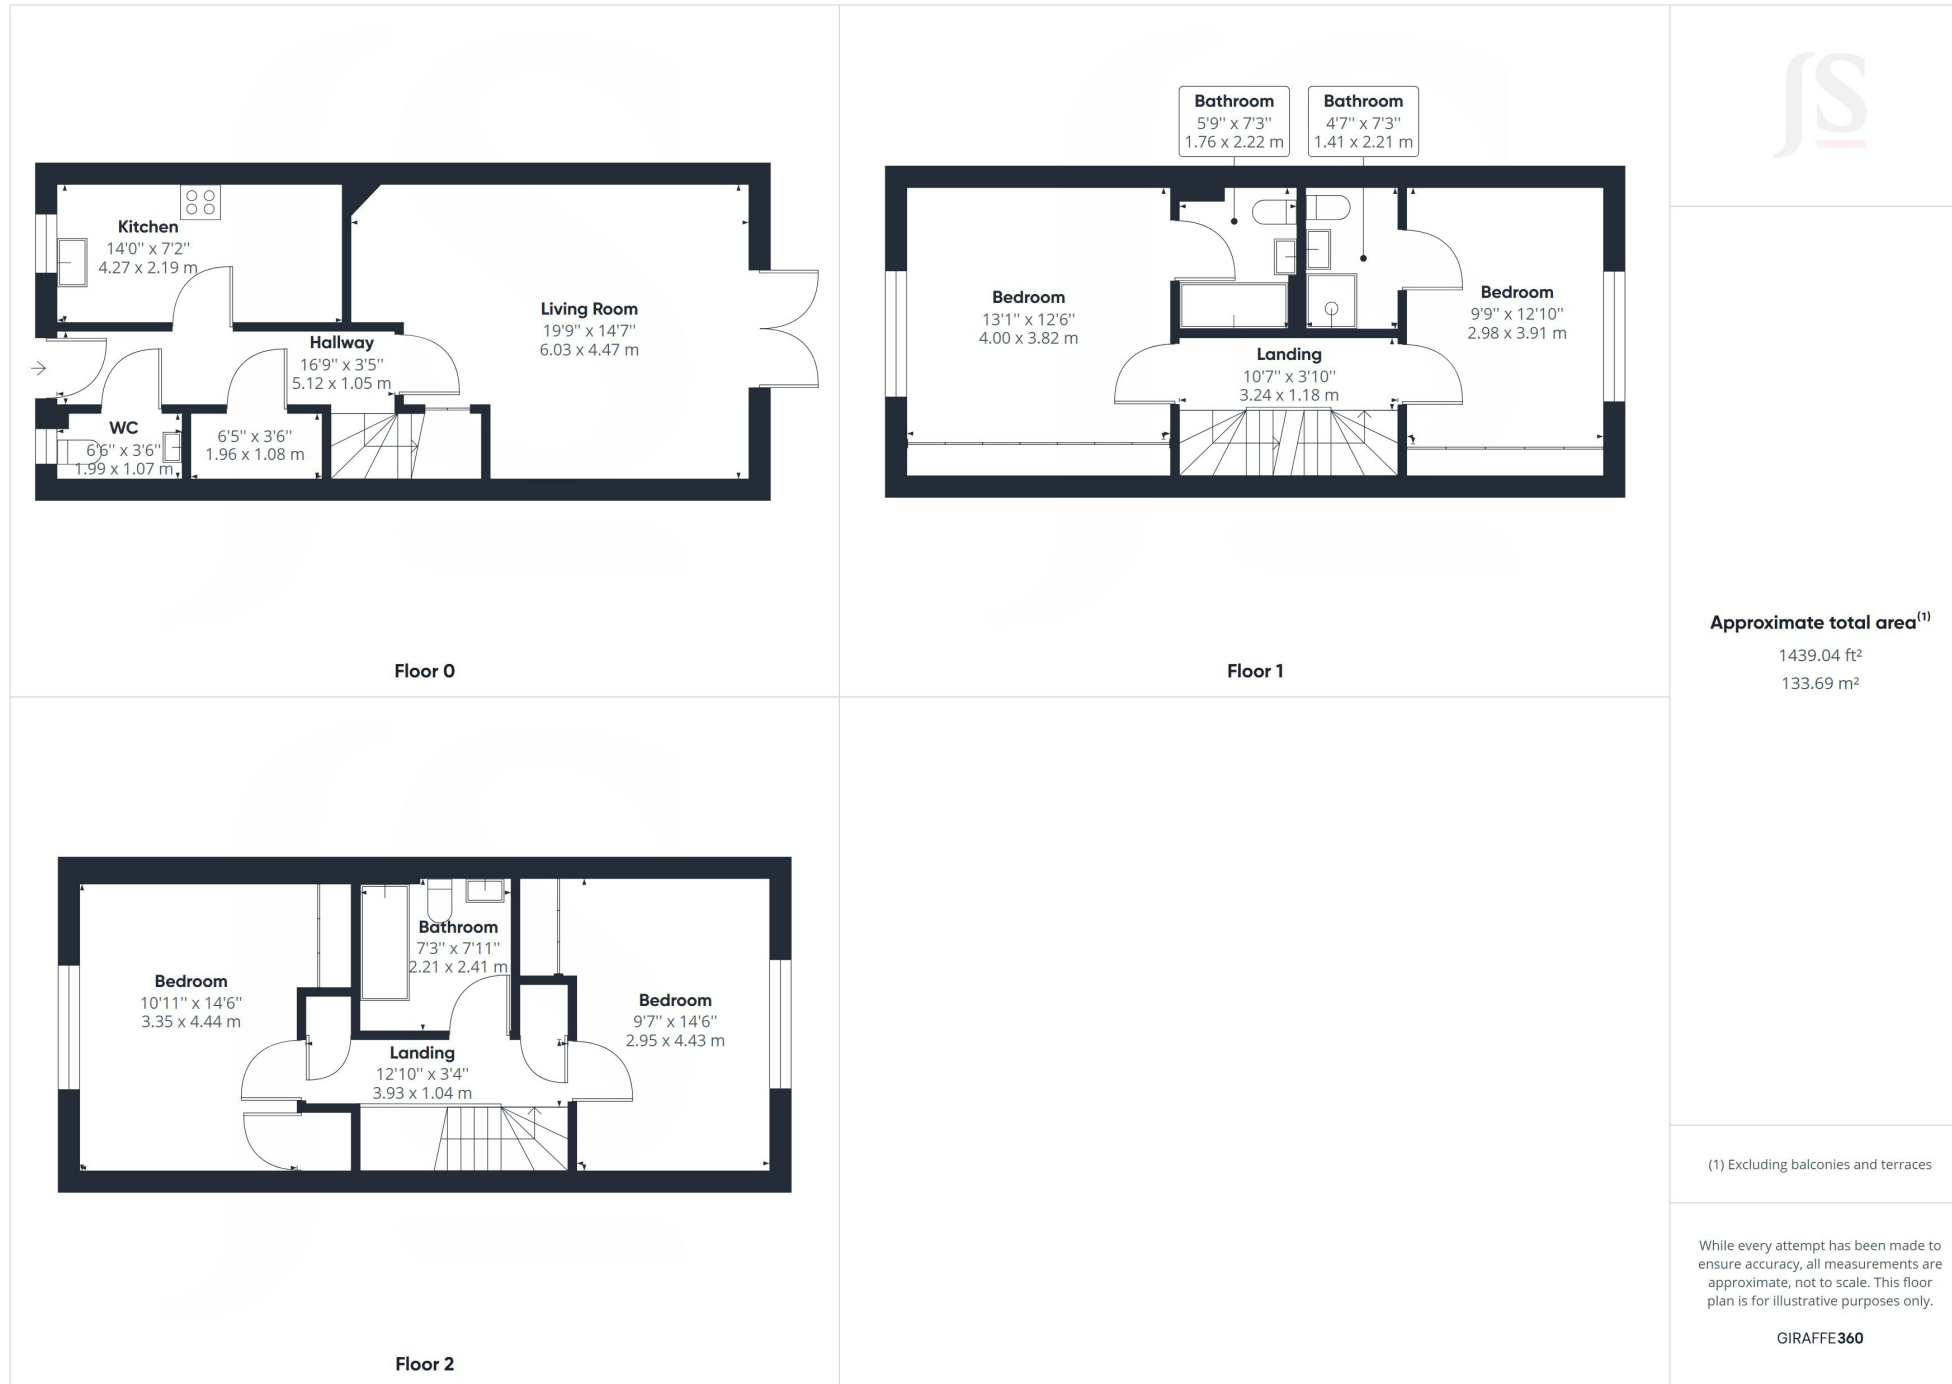 Kitchen
14'0'' x 7'2''
4.27 x 2.19 m
Living Room
19'9'' x 14'7''
6.03 x 4.47 m
Hallway
16'9'' x 3'5''
5.12 x 1.05 m
WC
6'6'' x 3'6''
1.99 x 1.07 m
6'5'' x 3'6''
1.96 x 1.08 m
Floor 0
Bathroom
5'9'' x 7'3''
1.76 x 2.22 m
Bathroom
4'7'' x 7'3''
1.41 x 2.21 m
Bedroom
13'1'' x 12'6''
4.00 x 3.82 m
Bedroom
9'9'' x 12'10''
2.98 x 3.91 m
Landing
10'7'' x 3'10''
3.24 x 1.18 m
Floor 1
Bedroom
10'11'' x 14'6''
3.35 x 4.44 m
Bathroom
7'3'' x 7'11''
2.21 x 2.41 m
Bedroom
9'7'' x 14'6''
2.95 x 4.43 m
Landing
12'10'' x 3'4''
3.93 x 1.04 m
Floor 2
JS
Approximate total area(1)
1439.04 ft²
133.69 m²
(1) Excluding balconies and terraces
While every attempt has been made to
ensure accuracy, all measurements are
approximate, not to scale. This floor
plan is for illustrative purposes only.
GIRAFFE360